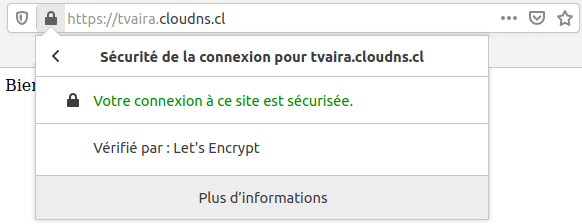 https://tvaira.cloudns.cl
Sécurité de la connexion pour tvaira.cloudns.cl
Votre connexion à ce site est sécurisée.
Vérifié par : Let's Encrypt
Plus d’informations